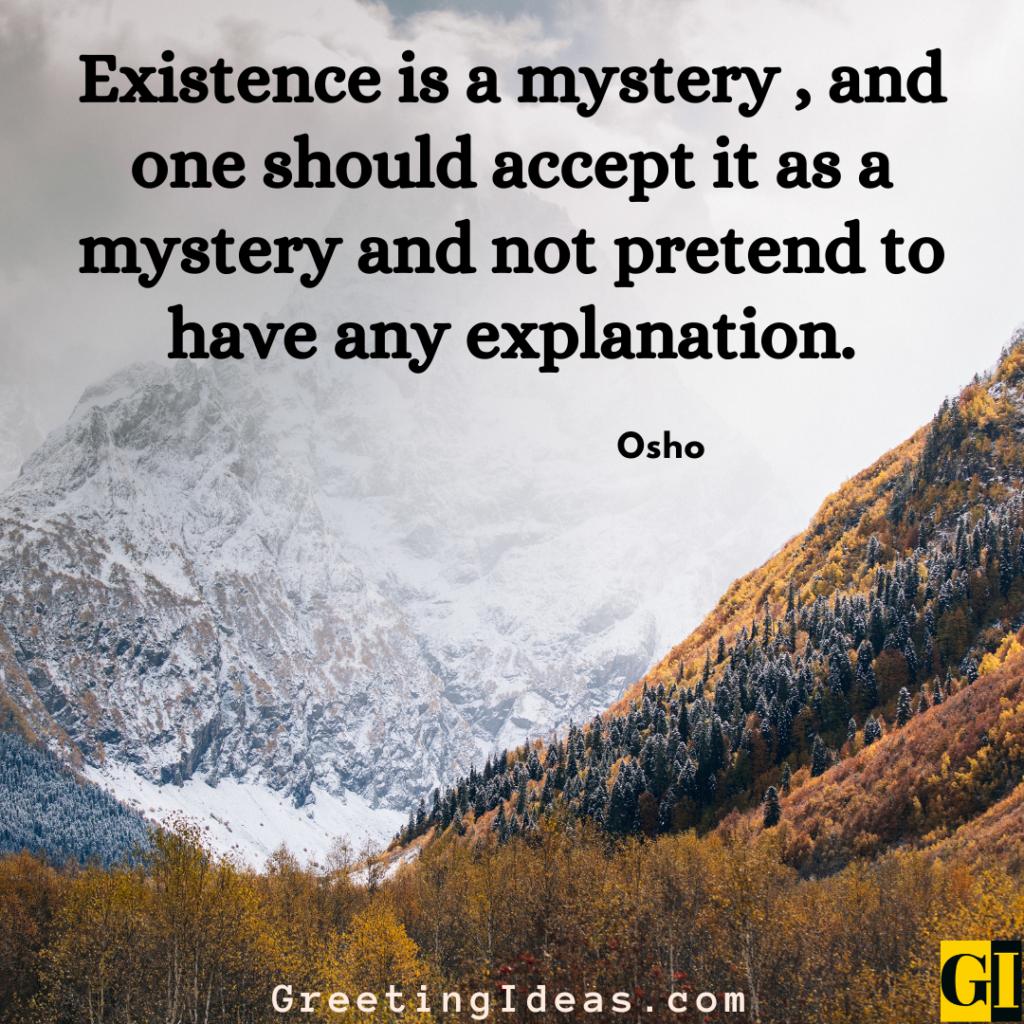 Existence is a mystery , and
one should accept it as a
mystery and not pretend to
have any explanation.
Osho
GreetingIdeas.com
GI